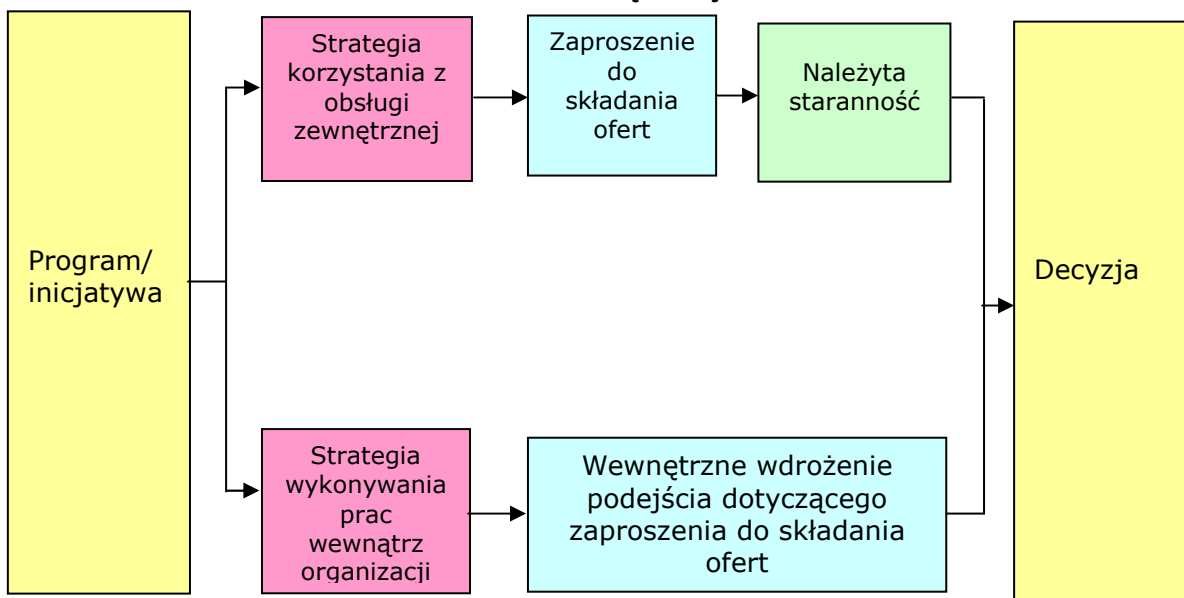 Strategia
korzystania z
obsługi
zewnętrznej
Zaproszenie
do
składania
ofert
Należyta
staranność
Program/
inicjatywa
Decyzja
Strategia
wykonywania
prac
wewnątrz
organizacji
Wewnętrzne wdrożenie
podejścia dotyczącego
zaproszenia do składania
ofert